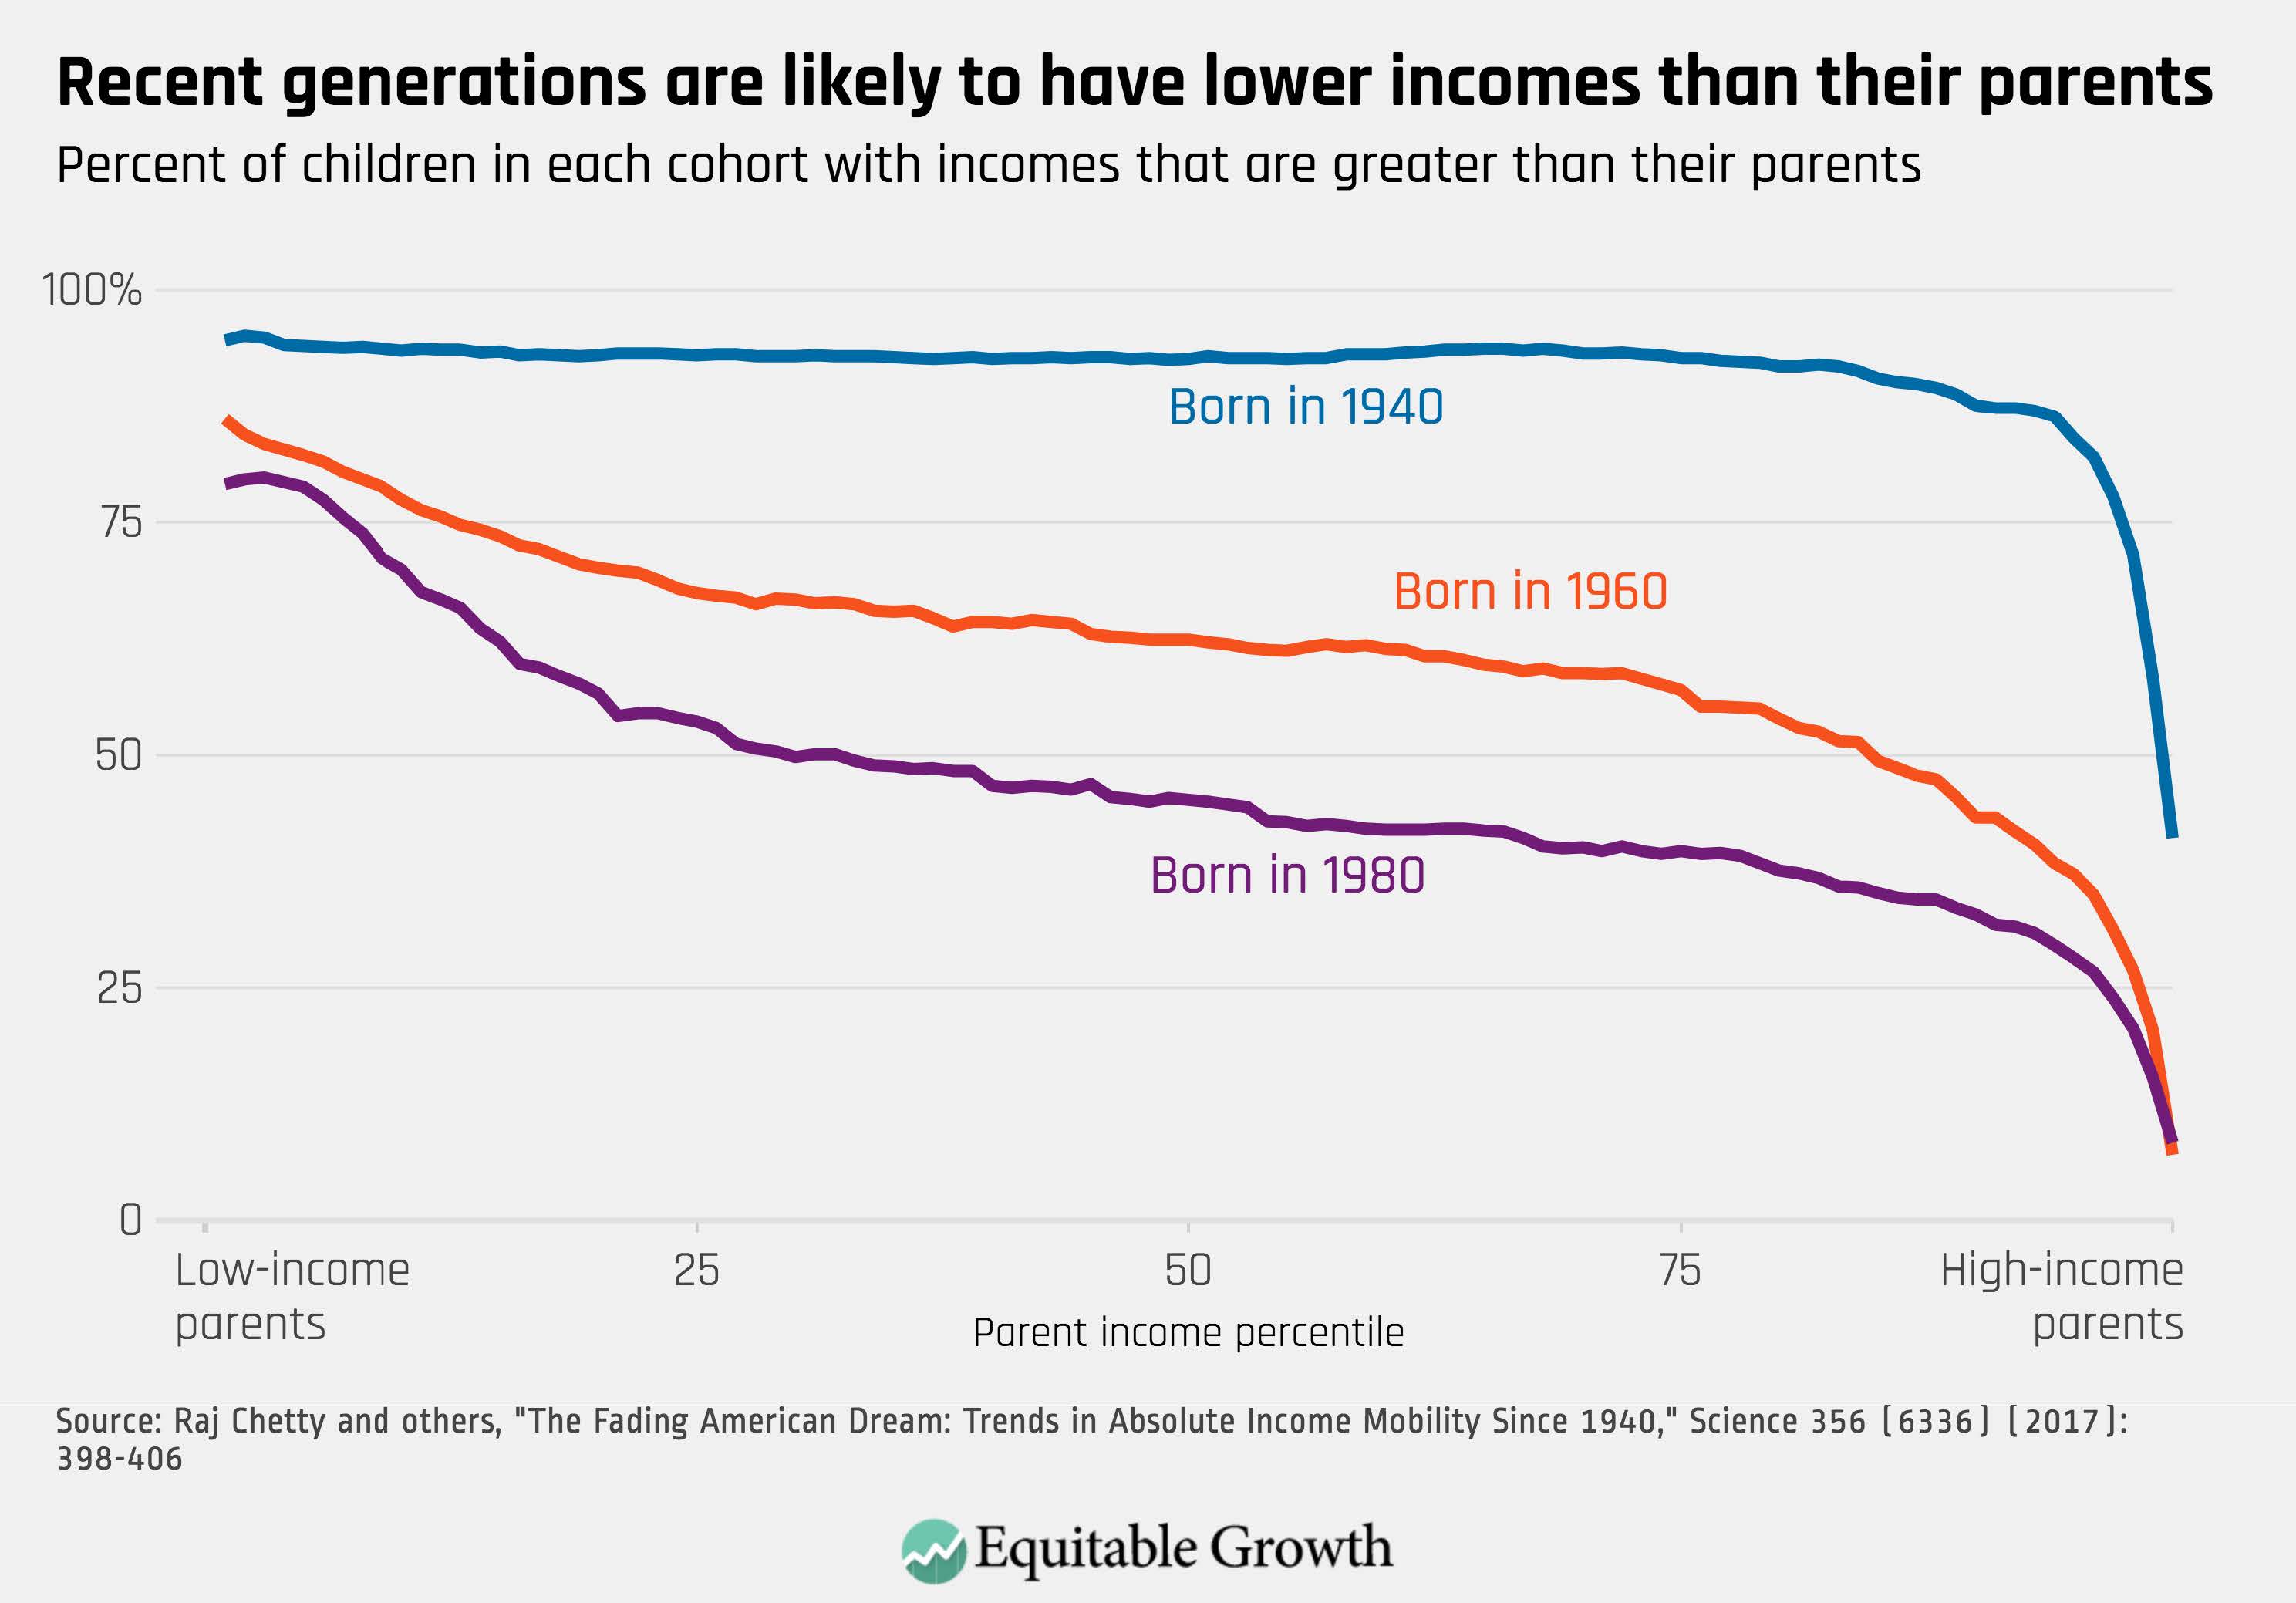 Recent generations are likely to have lower incomes than their parents
Percent of children in each cohort with incomes that are greater than their parents
100%
Born in 1940
75
Born in 1960
50
Born in 1980
25
0
Low-income
parents
25
50
75
High-income
parents
Parent income percentile
Source: Raj Chetty and others, "The Fading American Dream: Trends in Absolute Income Mobility Since 1940," Science 356 (6336) (2017):
398-406
Equitable Growth